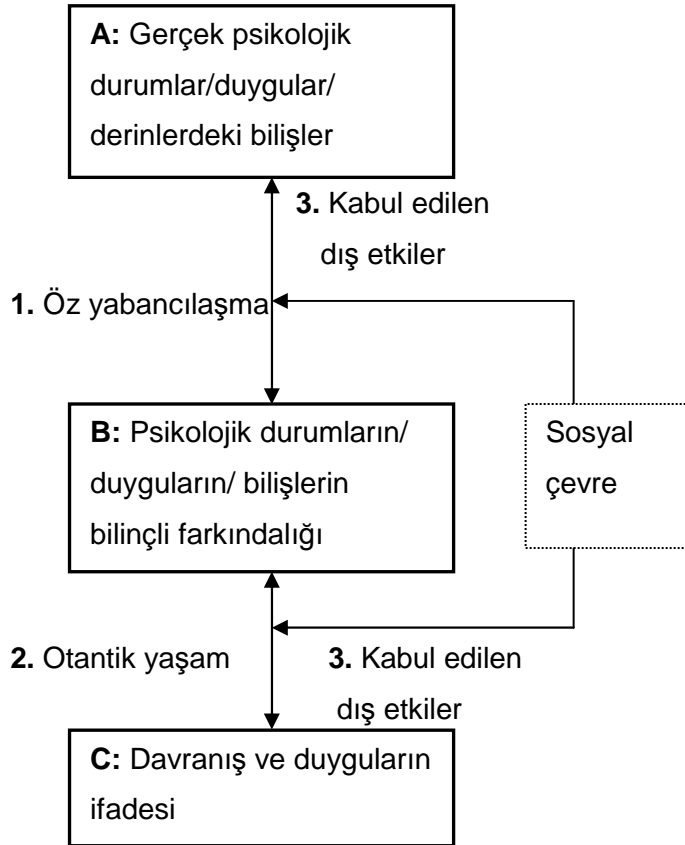 A: Gerçek psikolojik
durumlar/duygular/
derinlerdeki bilişler
3. Kabul edilen
dış etkiler
1. Öz yabancılaşma
B: Psikolojik durumların/
duyguların/ bilişlerin
bilinçli farkındalığı
Sosyal
çevre
2. Otantik yaşam
3. Kabul edilen
dış etkiler
C: Davranış ve duyguların
ifadesi